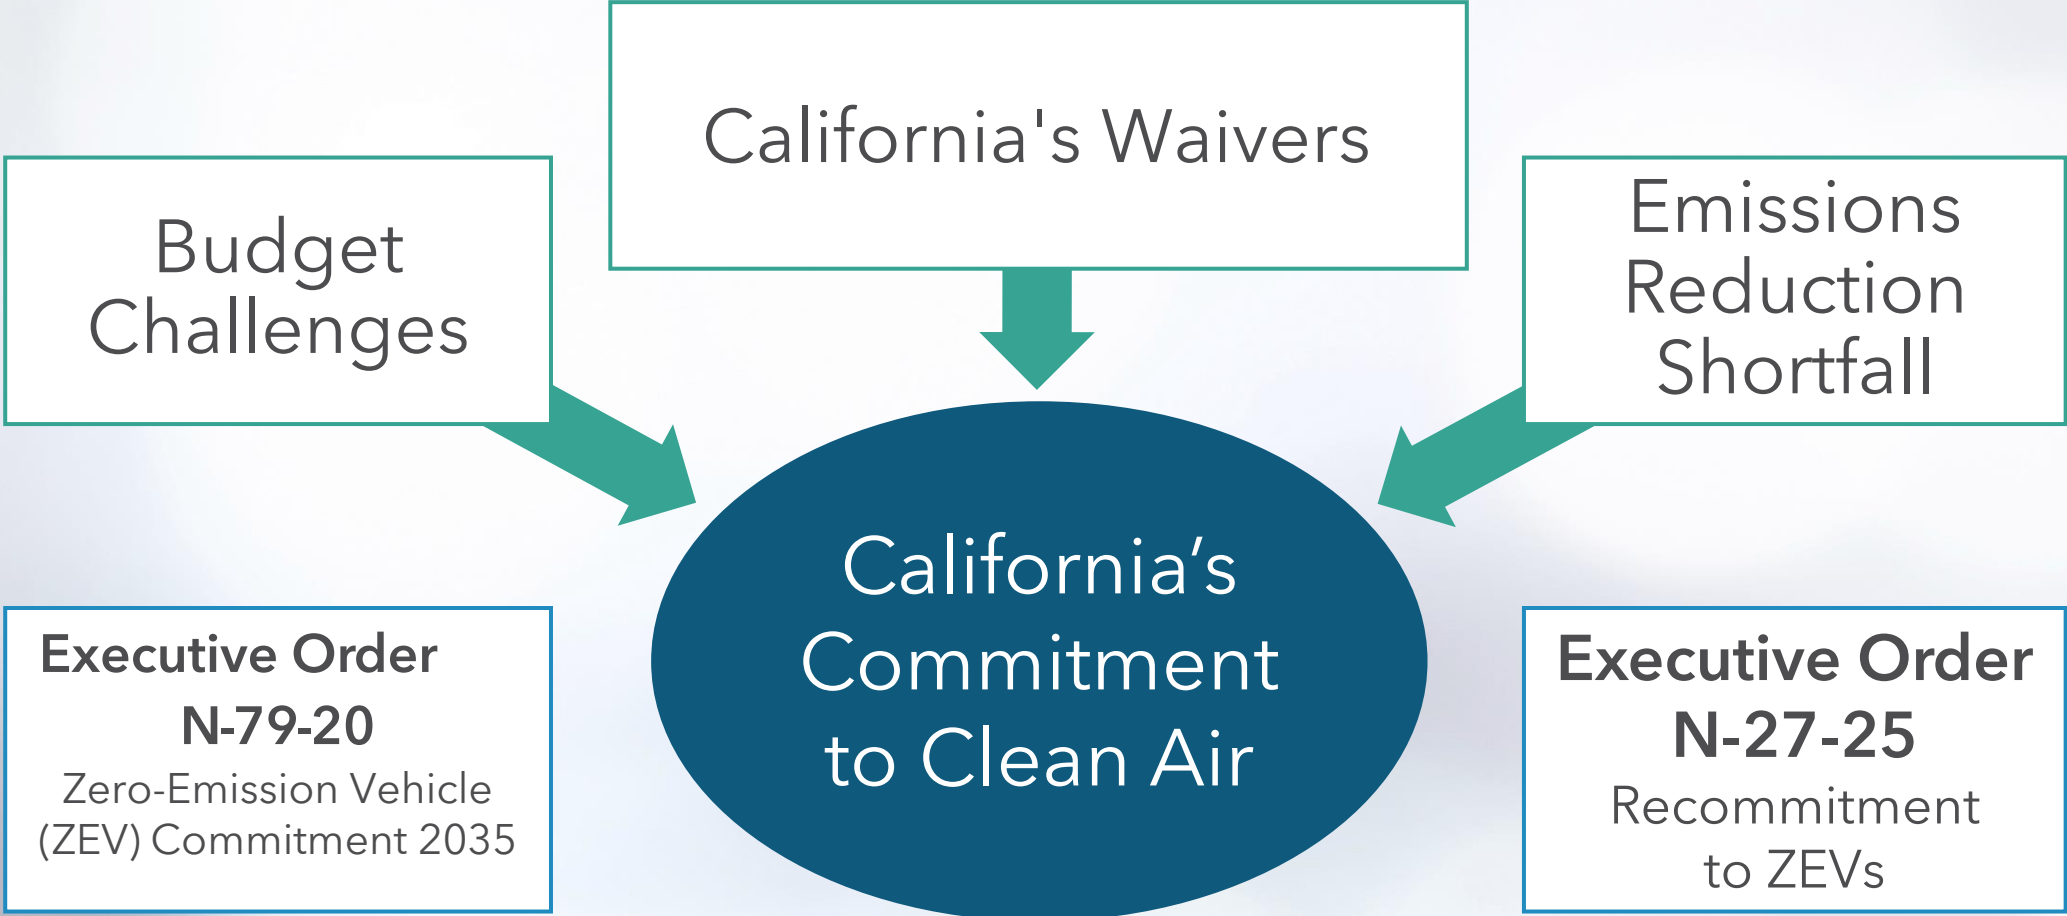 California's Waivers
Budget
Challenges
Emissions
Reduction
Shortfall
California’s
Commitment
to Clean Air
Executive Order
N-79-20
Zero-Emission Vehicle
(ZEV) Commitment 2035
Executive Order
N-27-25
Recommitment
to ZEVs